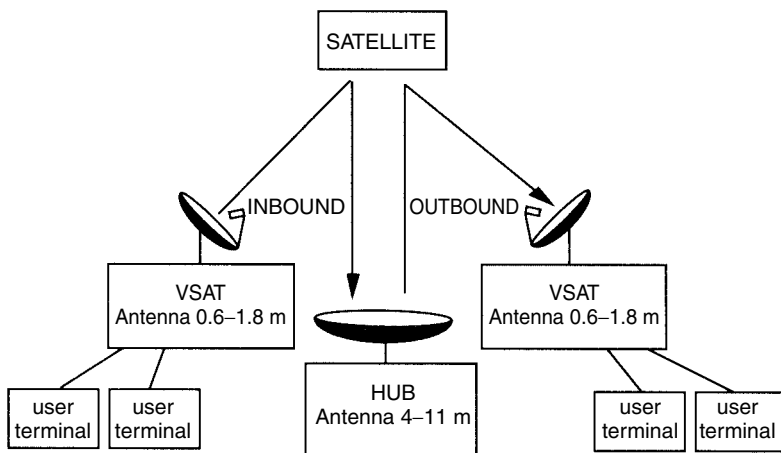 SATELLITE
INBOUND
OUTBOUND
VSAT
Antenna 0.6–1.8 m
VSAT
Antenna 0.6–1.8 m
HUB
Antenna 4–11 m
user
terminal
user
terminal
user
terminal
user
terminal